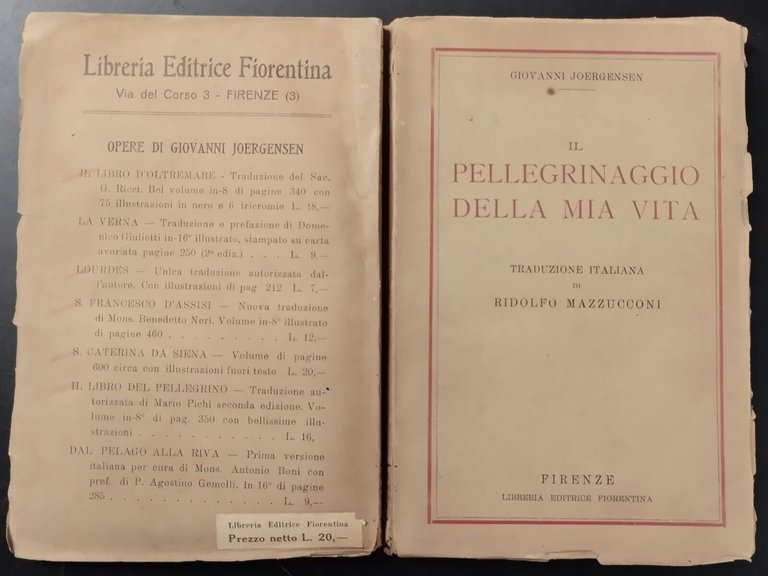 Libreria Editrice Fiorentina
Via del Corso 3 - FIRENZE (3)
OPERE DI GIOVANNI JOERGENSEN
IL LIBRO D'OLTREMARE - Traduzione del Sac.
G. Ricci. Bel volume in-8 di pagine 340 con
75 illustrazioni in nero e 6 tricromie L. 18,—
LA VERNA — Traduzione e prefazione di Dome-
nico Giuliotti in-16° illustrato, stampato su carta
avoriata pagine 250 (2ª ediz.) . . . L. 9,—
LOURDES — Unica traduzione autorizzata dal-
l'autore. Con illustrazioni di pag 212 L. 7,—
S. FRANCESCO D'ASSISI — Nuova traduzione
di Mons. Benedetto Neri. Volume in-8° illustrato
di pagine 460 . . . . . . . . . L. 12,—
S. CATERINA DA SIENA — Volume di pagine
600 circa con illustrazioni fuori testo L. 20,—
IL LIBRO DEL PELLEGRINO — Traduzione au-
torizzata di Mario Pichi seconda edizione. Vo-
lume in-8° di pag. 350 con bellissime illu-
strazioni . . . . . . . . . . . L. 16,
DAL PELAGO ALLA RIVA — Prima versione
italiana per cura di Mons. Antonio Boni con
pref. di P. Agostino Gemelli. In 16° di pagine
285 . . . . . . . . . . . . . L. 9,—
Libreria Editrice Fiorentina
Prezzo netto L. 20,—
GIOVANNI JOERGENSEN
IL
PELLEGRINAGGIO
DELLA MIA VITA
TRADUZIONE ITALIANA
DI
RIDOLFO MAZZUCCONI
FIRENZE
LIBRERIA EDITRICE FIORENTINA